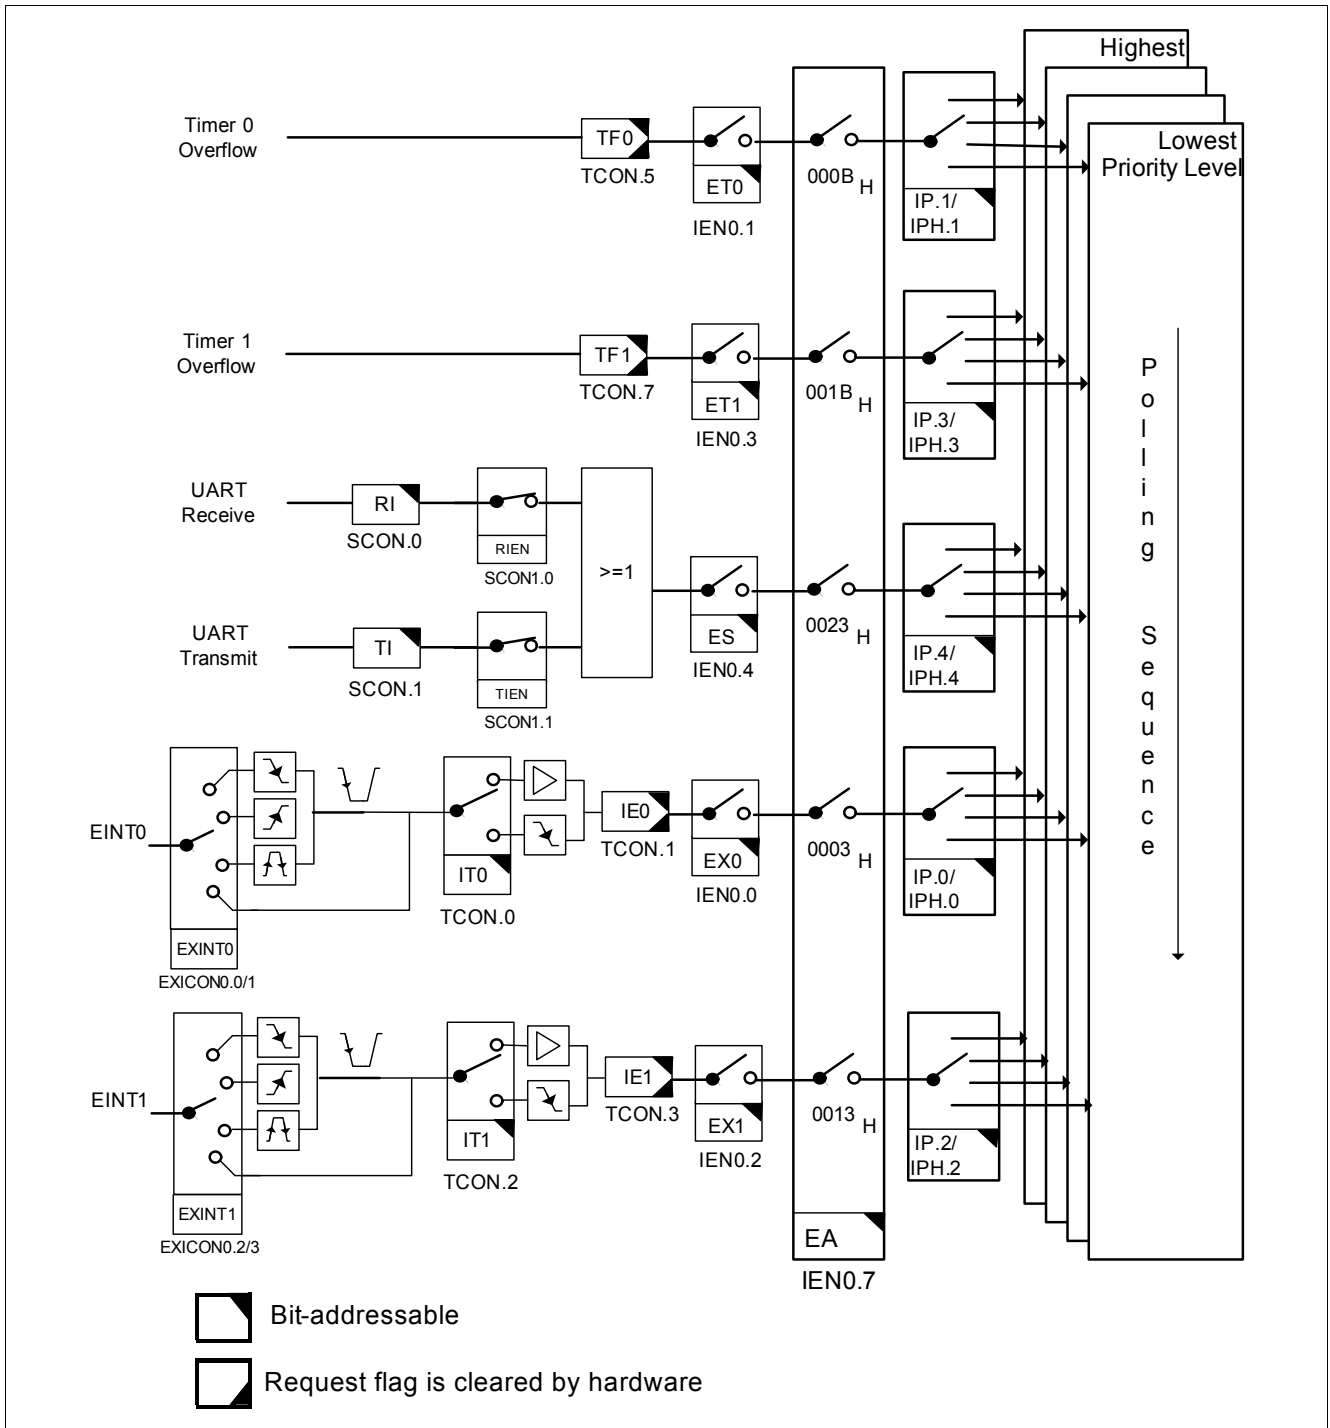 Highest
Lowest
Priority Level
Timer 0
Overflow
TF0
TCON.5
ET0
IEN0.1
000B H
IP.1/
IPH.1
Timer 1
Overflow
TF1
TCON.7
ET1
IEN0.3
001B H
IP.3/
IPH.3
Polling Sequence
UART
Receive
RI
SCON.0
RIEN
SCON1.0
>=1
UART
Transmit
TI
SCON.1
TIEN
SCON1.1
ES
IEN0.4
0023 H
IP.4/
IPH.4
EINT0
EXINT0
EXICON0.0/1
IT0
TCON.0
IE0
TCON.1
EX0
IEN0.0
0003 H
IP.0/
IPH.0
EINT1
EXINT1
EXICON0.2/3
IT1
TCON.2
IE1
TCON.3
EX1
IEN0.2
0013 H
IP.2/
IPH.2
EA
IEN0.7
Bit-addressable
Request flag is cleared by hardware